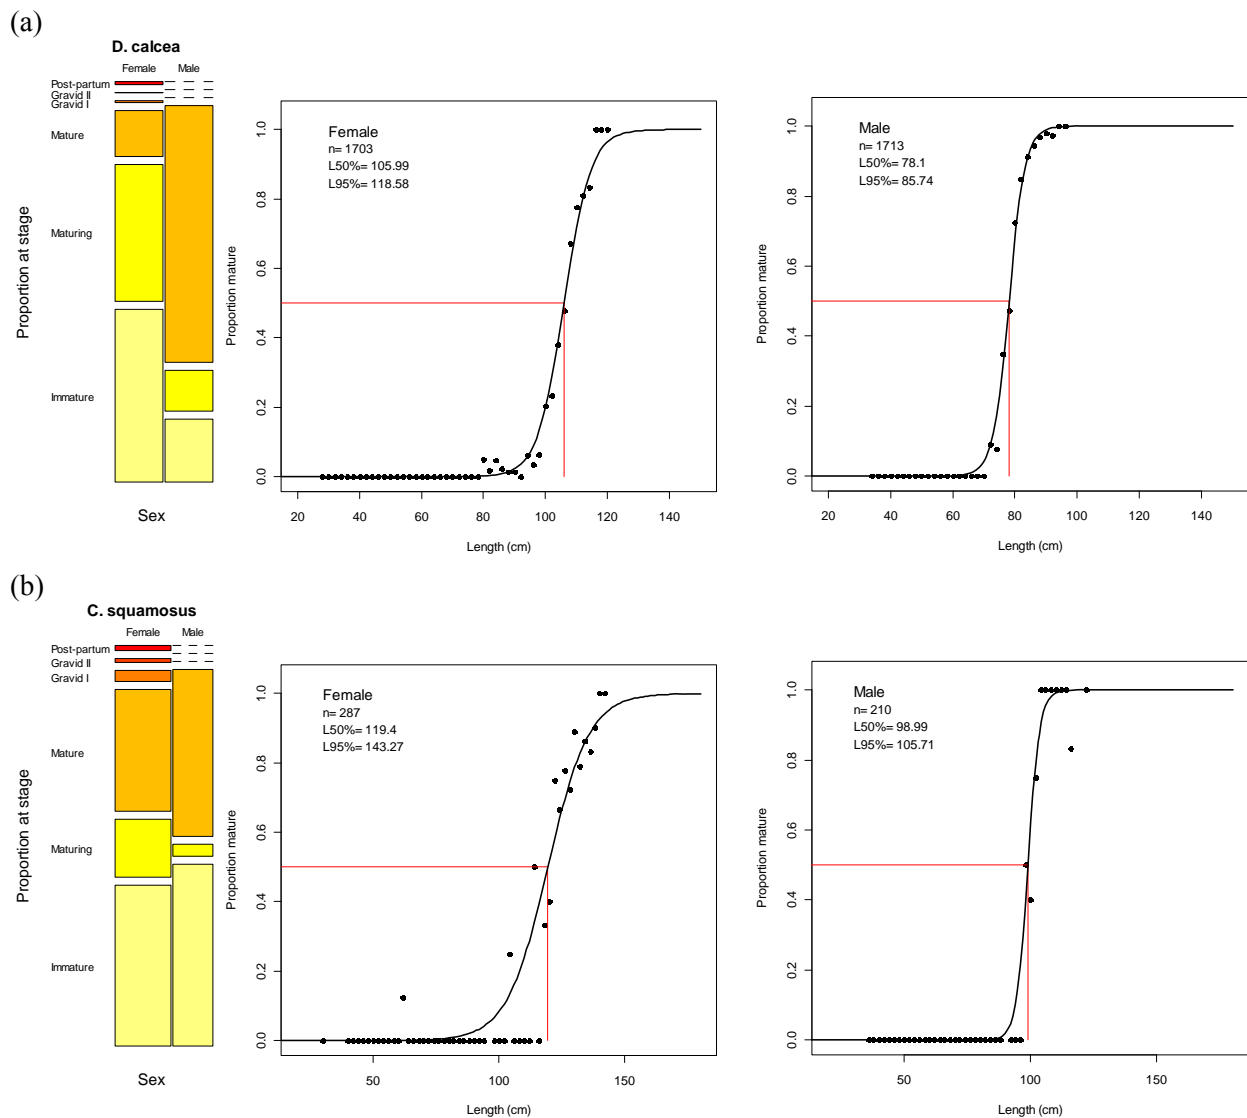 (a)
D. calcea
Female Male
Post-partum
Gravid II
Gravid I
Mature
Maturing
Immature
Proportion at stage
Sex
Female
n= 1703
L50%= 105.99
L95%= 118.58
Proportion mature
0.0 0.2 0.4 0.6 0.8 1.0
20 40 60 80 100 120 140
Length (cm)
Male
n= 1713
L50%= 78.1
L95%= 85.74
Proportion mature
0.0 0.2 0.4 0.6 0.8 1.0
20 40 60 80 100 120 140
Length (cm)
(b)
C. squamosus
Female Male
Post-partum
Gravid II
Gravid I
Mature
Maturing
Immature
Proportion at stage
Sex
Female
n= 287
L50%= 119.4
L95%= 143.27
Proportion mature
0.0 0.2 0.4 0.6 0.8 1.0
50 100 150
Length (cm)
Male
n= 210
L50%= 98.99
L95%= 105.71
Proportion mature
0.0 0.2 0.4 0.6 0.8 1.0
50 100 150
Length (cm)